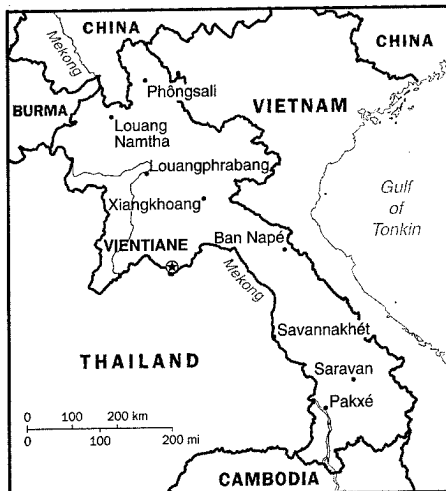 CHINA
CHINA
Mekong
BURMA
Phôngsali
VIETNAM
Louang
Namtha
Louangphrabang
Gulf
of
Tonkin
Xiangkhoang
VIENTIANE
Ban Napé
Mekong
Savannakhét
THAILAND
Saravan
Pakxé
0 100 200 km
0 100 200 mi
CAMBODIA